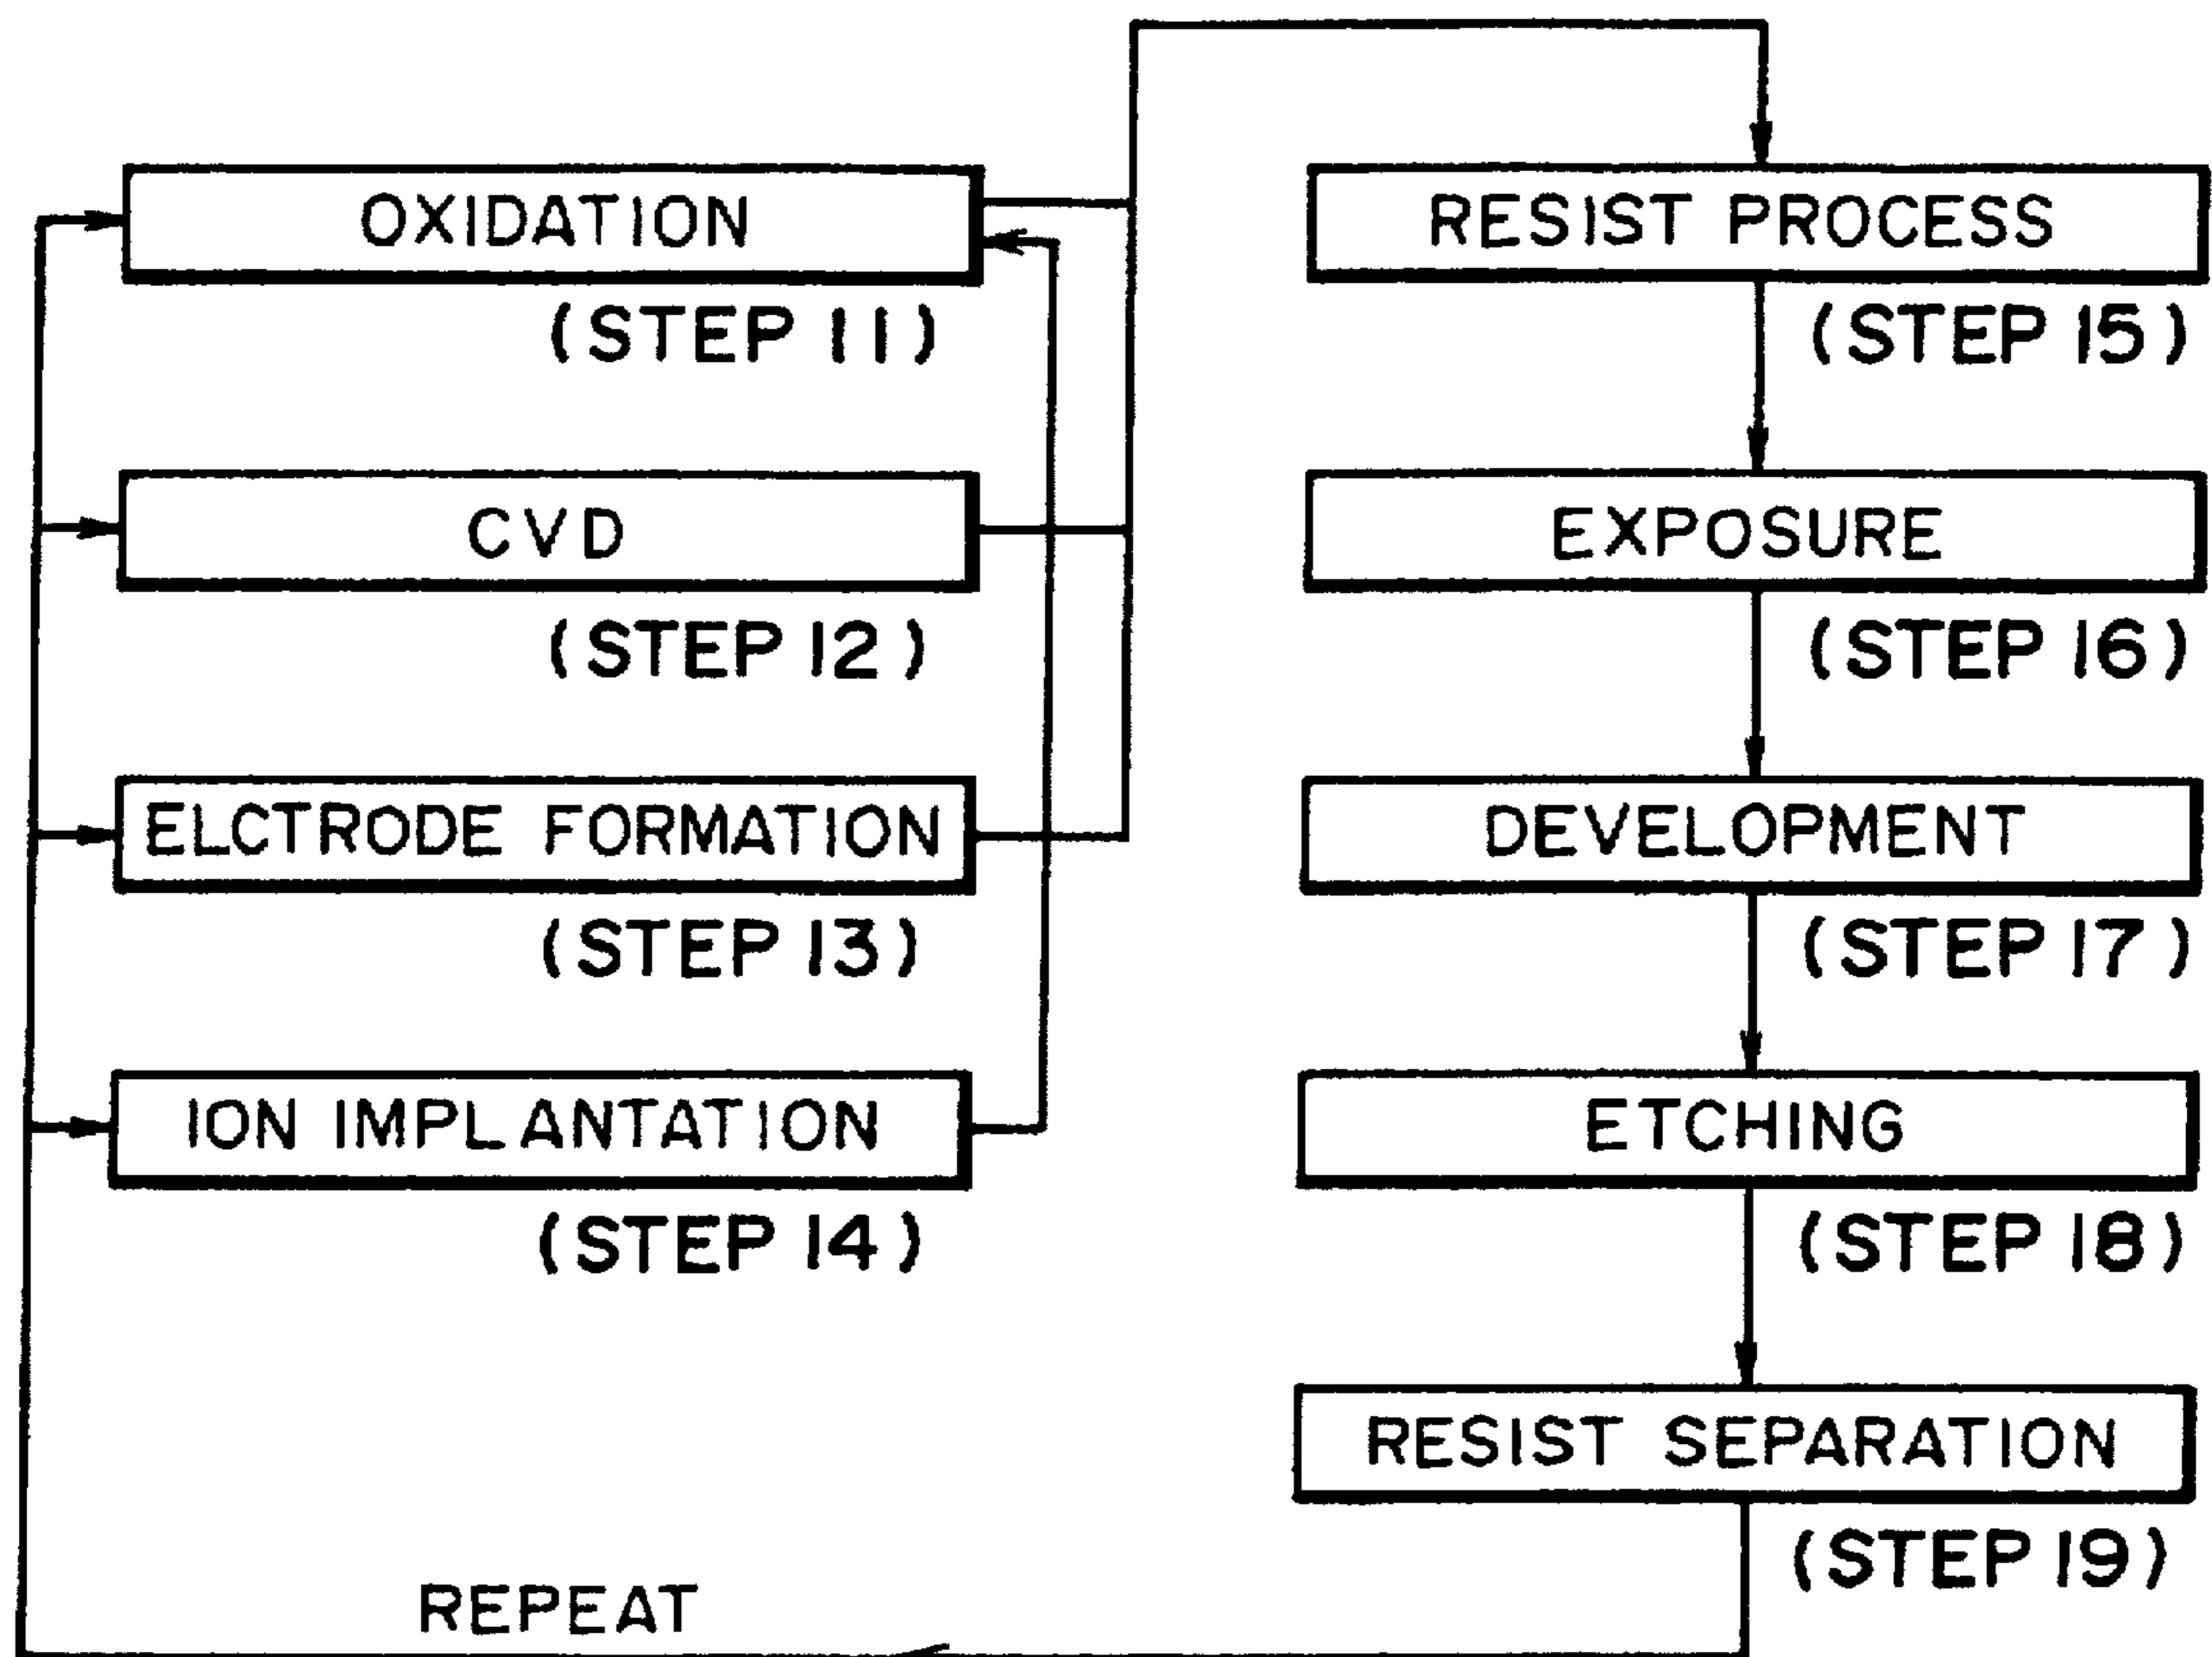 OXIDATION
(STEP 11)
CVD
(STEP 12)
ELCTRODE FORMATION
(STEP 13)
ION IMPLANTATION
(STEP 14)
RESIST PROCESS
(STEP 15)
EXPOSURE
(STEP 16)
DEVELOPMENT
(STEP 17)
ETCHING
(STEP 18)
RESIST SEPARATION
(STEP 19)
REPEAT